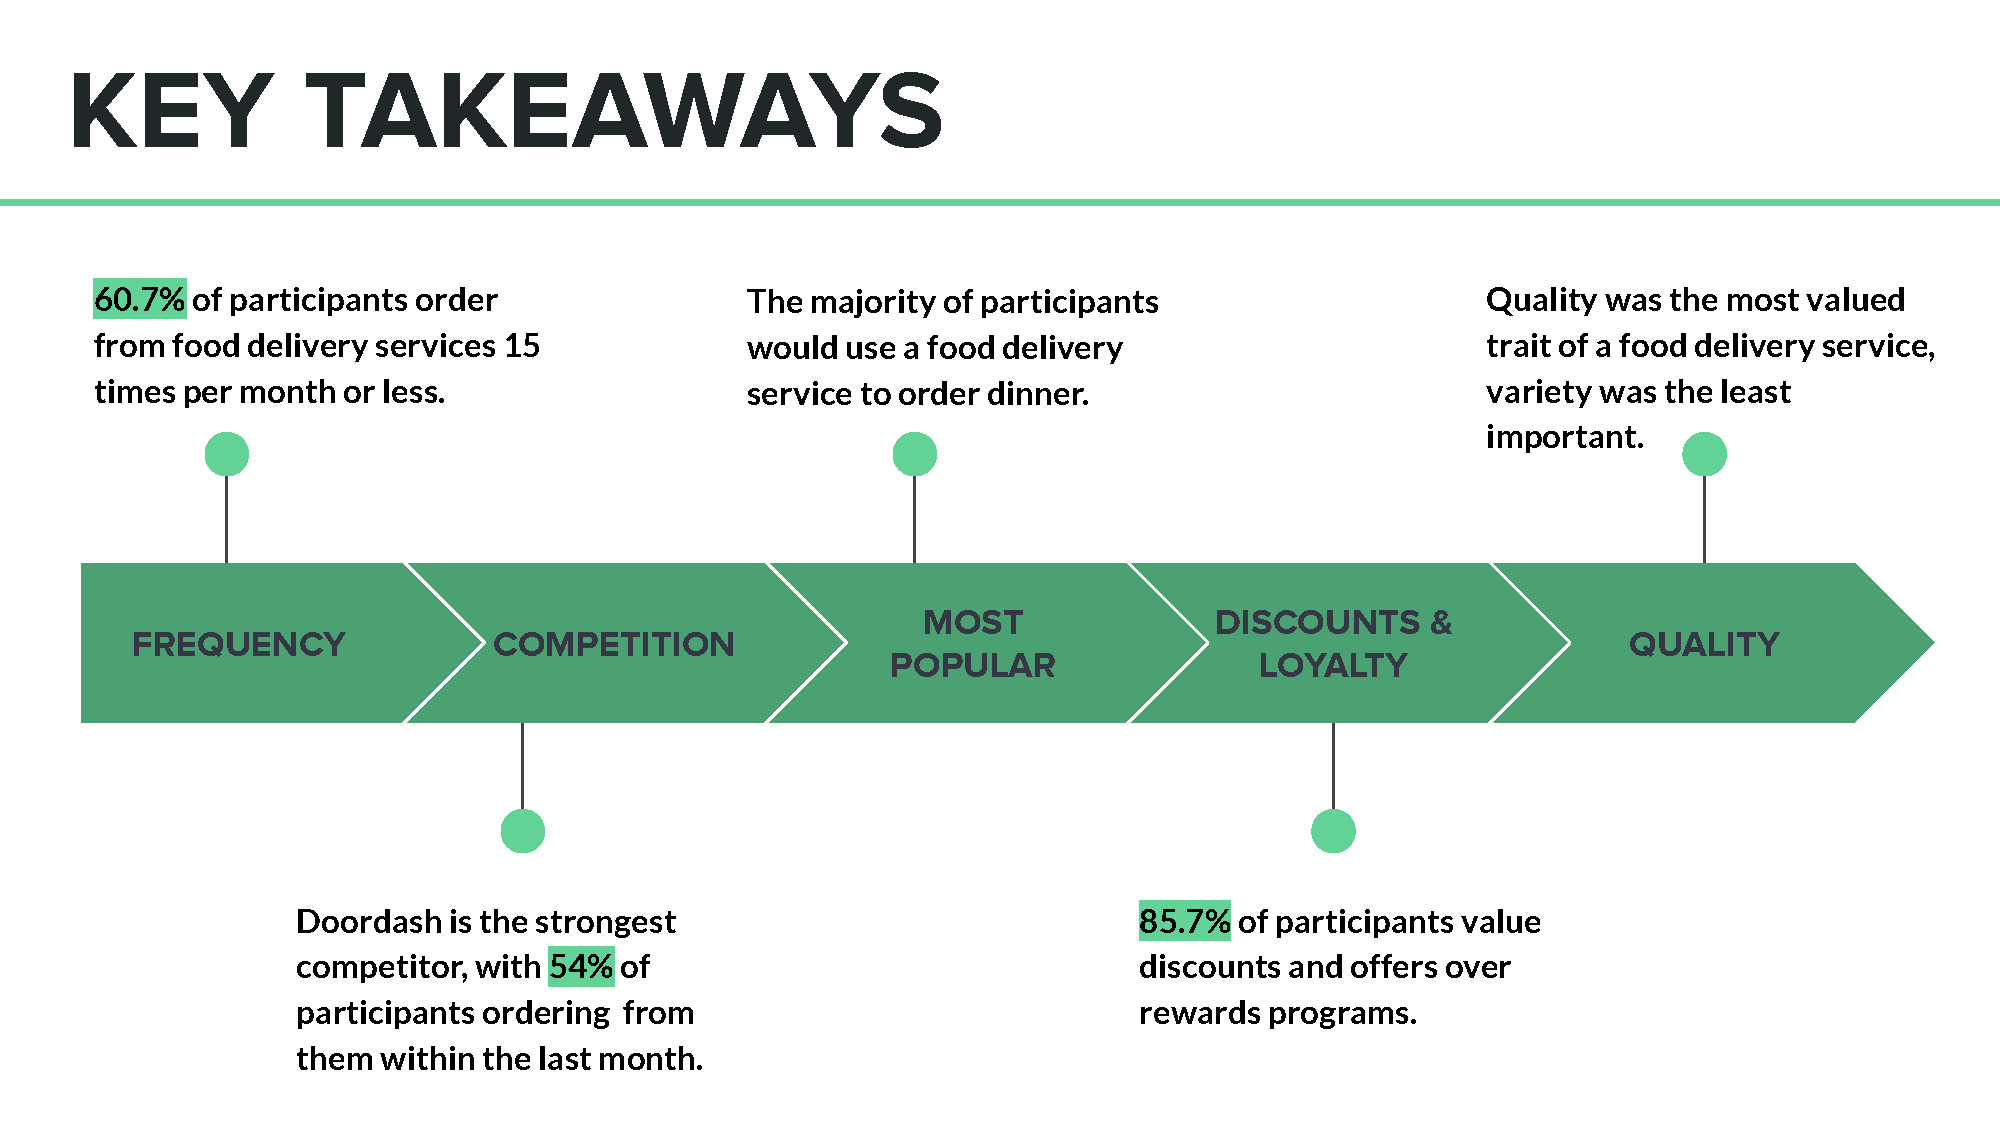 KEY TAKEAWAYS
60.7% of participants order
from food delivery services 15
times per month or less.
The majority of participants
would use a food delivery
service to order dinner.
Quality was the most valued
trait of a food delivery service,
variety was the least
important.
FREQUENCY
COMPETITION
MOST
POPULAR
DISCOUNTS &
LOYALTY
QUALITY
Doordash is the strongest
competitor, with 54% of
participants ordering  from
them within the last month.
85.7% of participants value
discounts and offers over
rewards programs.